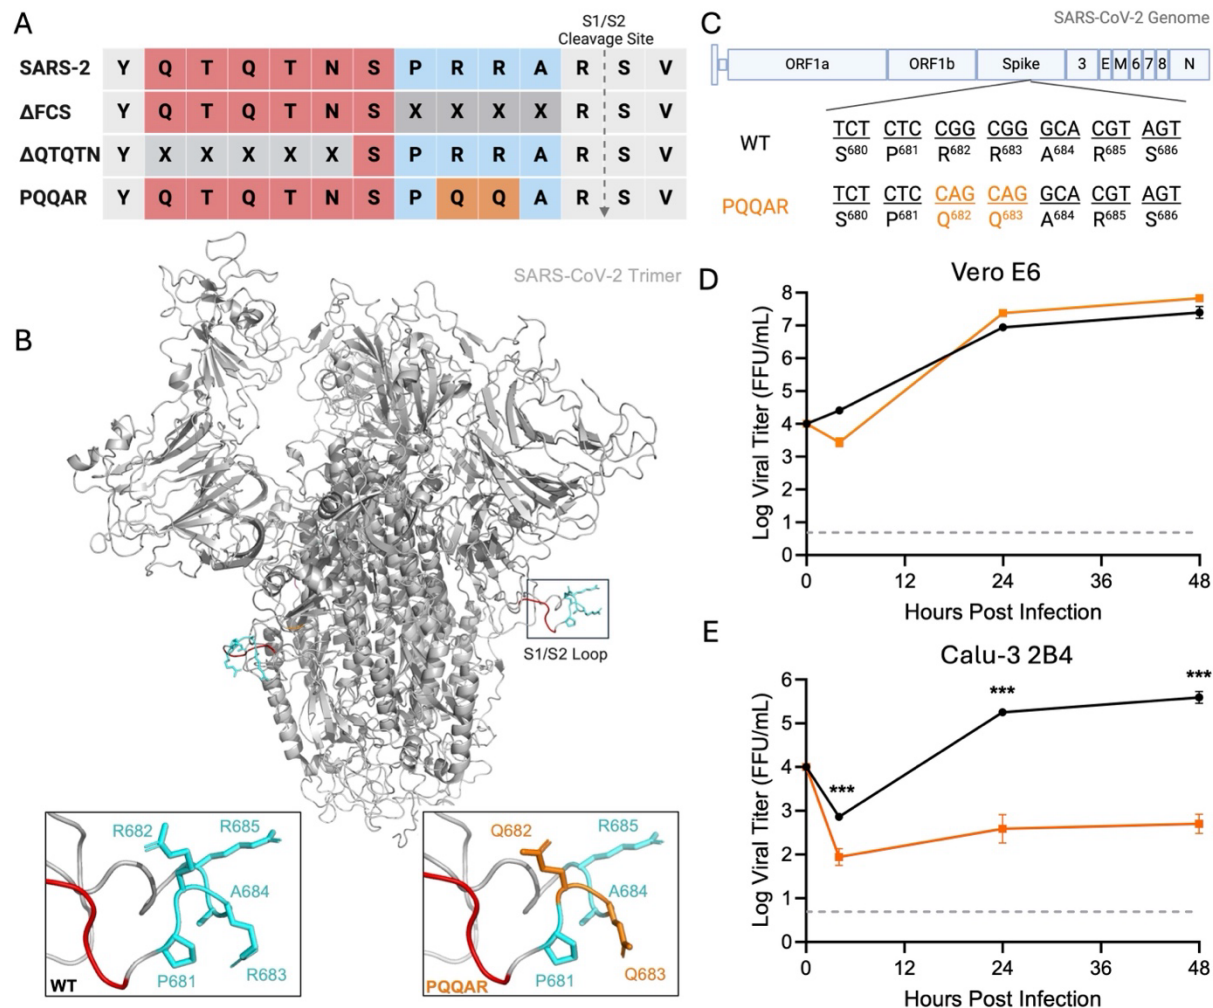 A
S1/S2
Cleavage Site
SARS-2 Y Q T Q T N S P R R A R S V
ΔFCS Y Q T Q T N S X X X X R S V
ΔQTQTN Y X X X X X S P R R A R S V
PQQAR Y Q T Q T N S P Q Q A R S V
B
SARS-CoV-2 Trimer
S1/S2 Loop
R682 R685
A684
P681 R683
WT
Q682 R685
A684
P681 Q683
PQQAR
C
SARS-CoV-2 Genome
ORF1a ORF1b Spike 3 E M 6 7 8 N
WT
TCT CTC CGG CGG GCA CGT AGT
S680 P681 R682 R683 A684 R685 S686
PQQAR
TCT CTC CAG CAG GCA CGT AGT
S680 P681 Q682 Q683 A684 R685 S686
D
Vero E6
Log Viral Titer (FFU/mL)
8
7
6
5
4
3
2
1
0
0 12 24 36 48
Hours Post Infection
E
Calu-3 2B4
Log Viral Titer (FFU/mL)
6
5
4
3
2
1
0
*** *** ***
0 12 24 36 48
Hours Post Infection